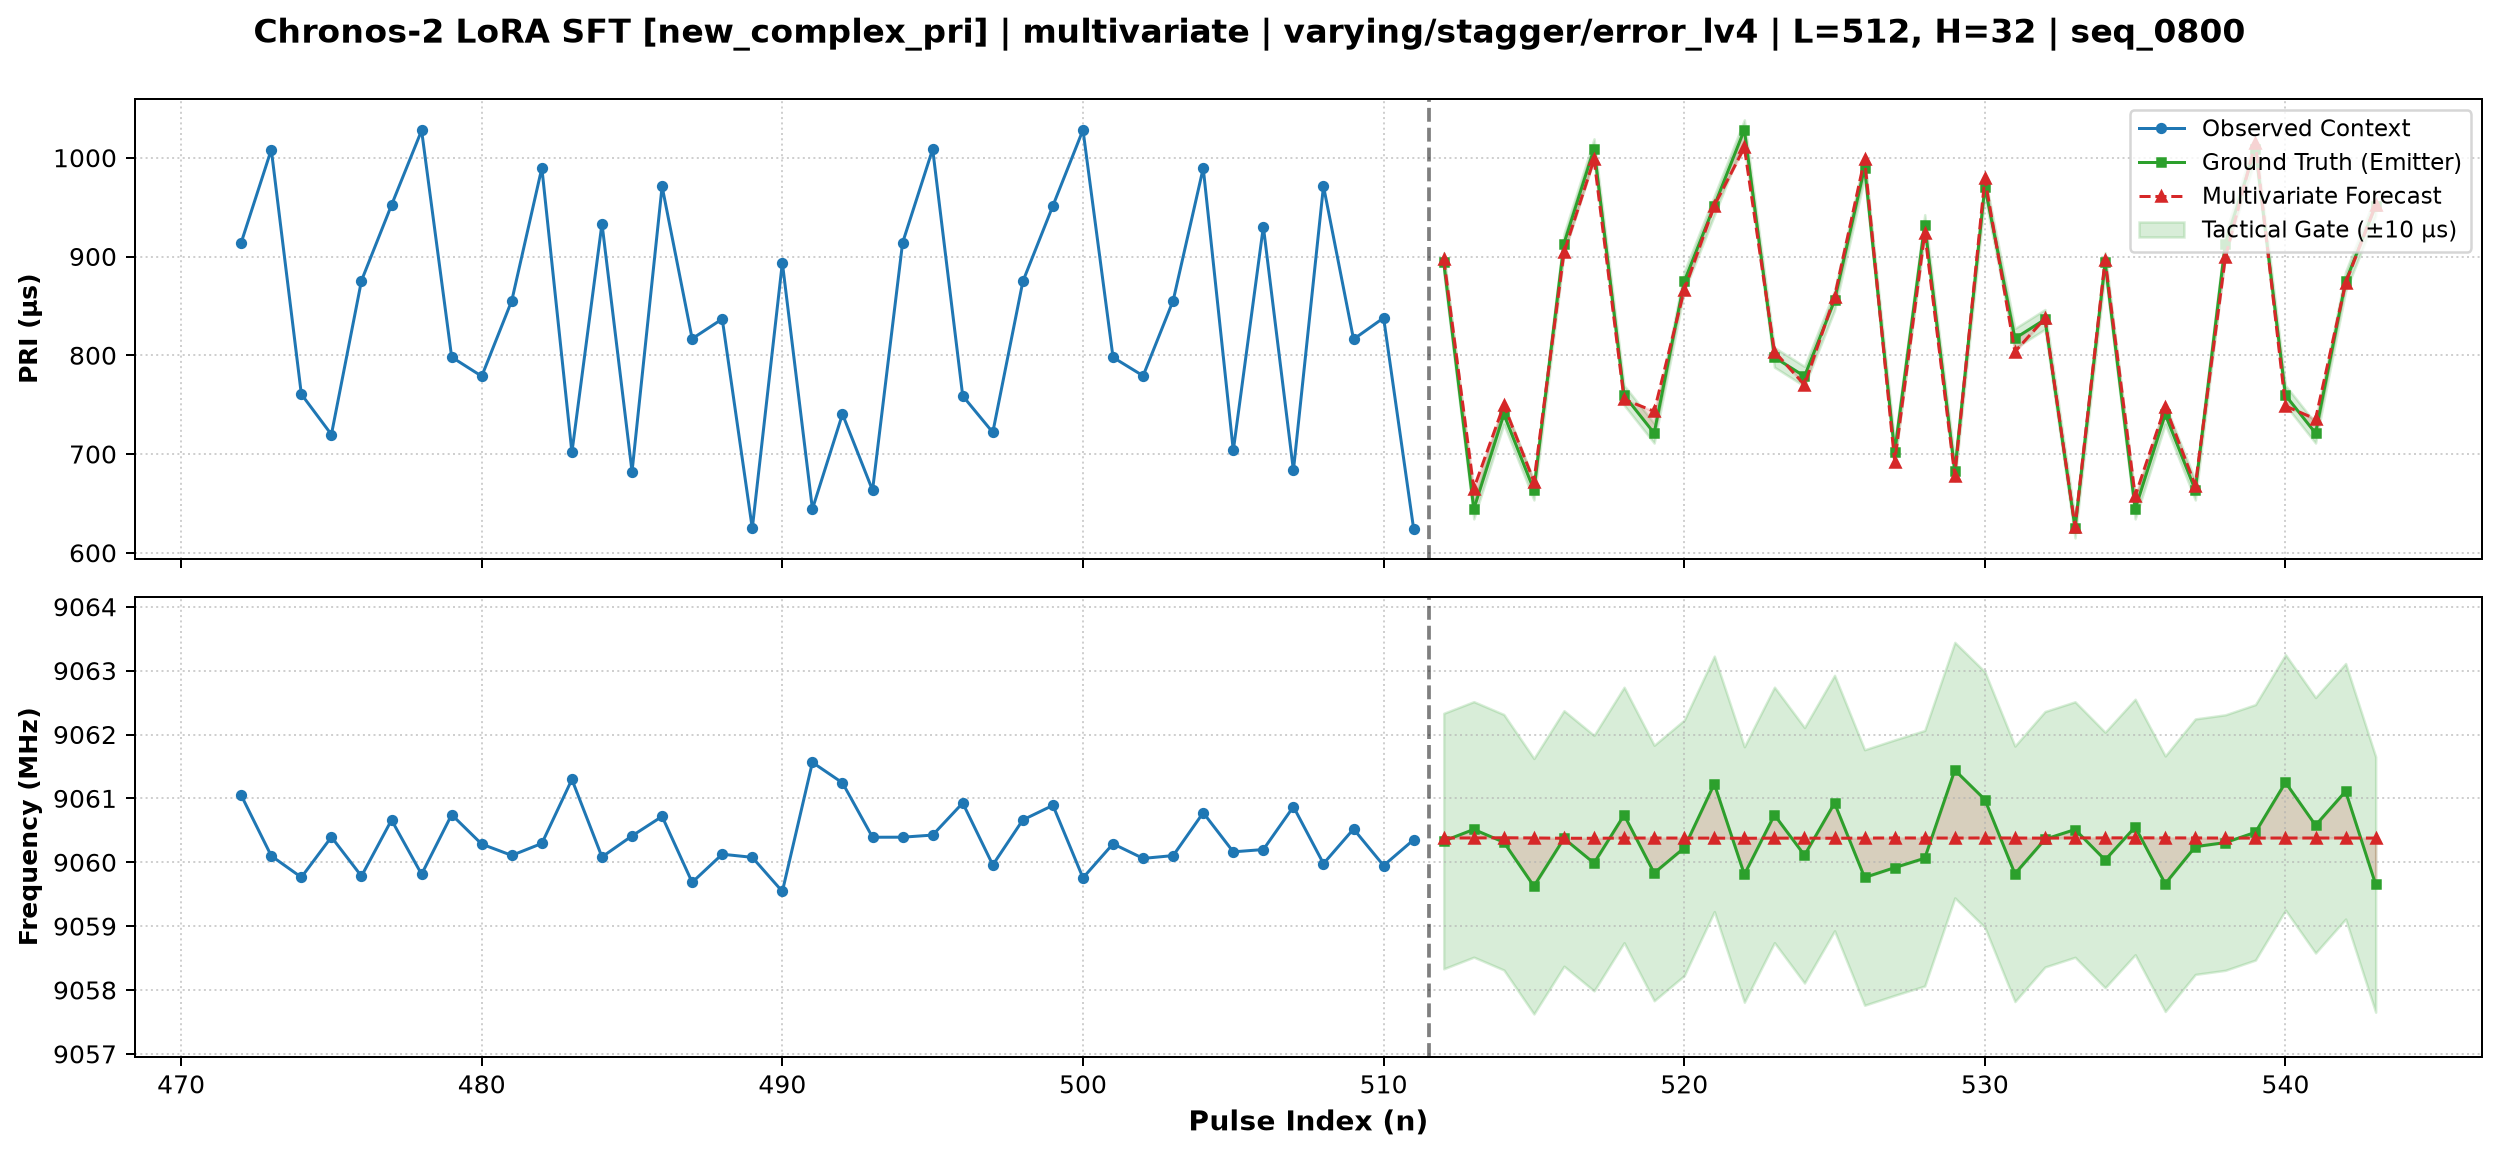 Chronos-2 LoRA SFT [new_complex_pri] | multivariate | varying/stagger/error_lv4 | L=512, H=32 | seq_0800
PRI (µs)
1000
900
800
700
600
Observed Context
Ground Truth (Emitter)
Multivariate Forecast
Tactical Gate (±10 µs)
Frequency (MHz)
9064
9063
9062
9061
9060
9059
9058
9057
470 480 490 500 510 520 530 540
Pulse Index (n)